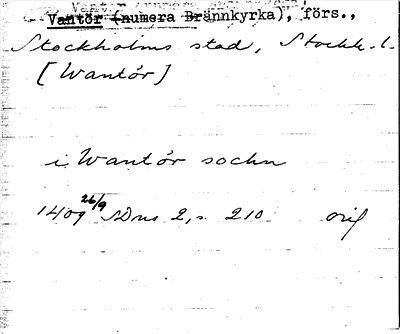 Vantör (numera Brännkyrka), förs.,
Stockholms stad, Stockh. l.
[Wantör]
i Wantör sochn
1409 26/9 SDns 2, s. 210 orig